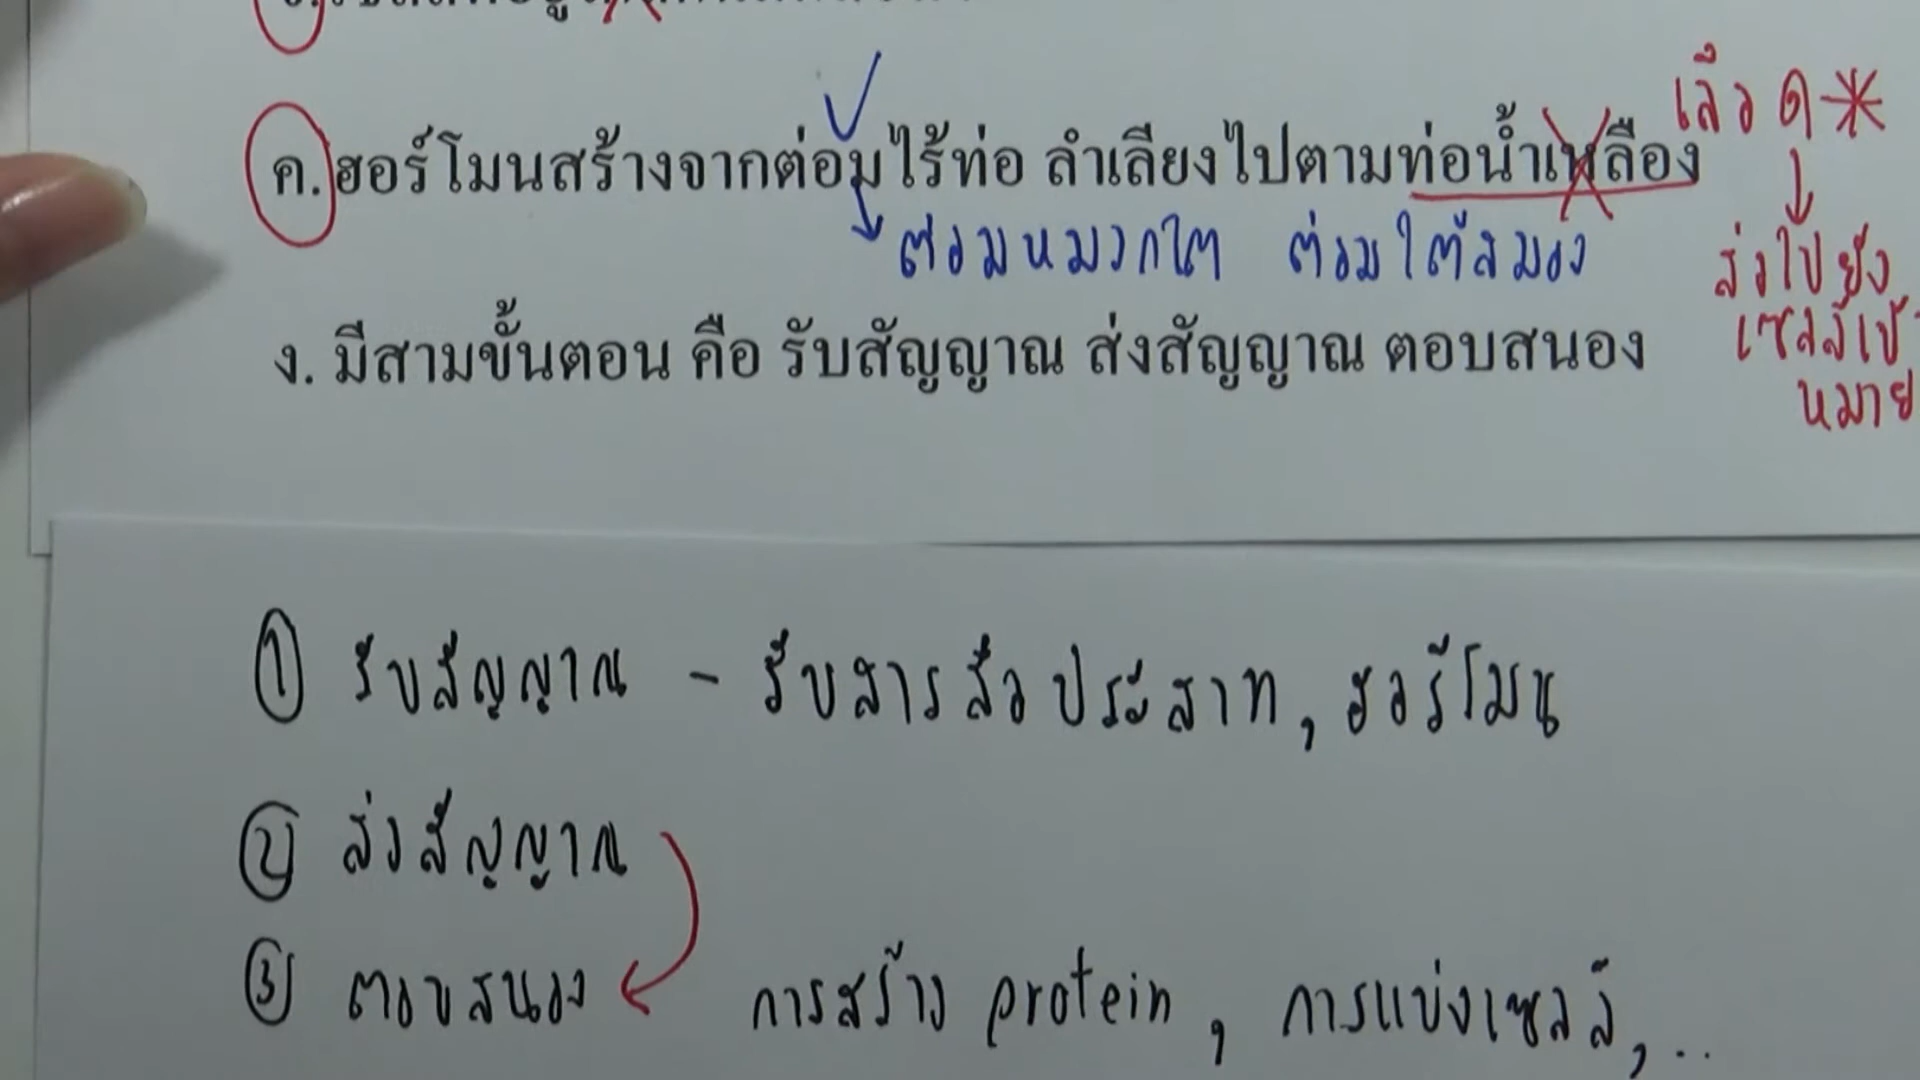 เลือด*
ค. ฮอร์โมนสร้างจากต่อมไร้ท่อ ลำเลียงไปตามท่อน้ำเหลือง
ต่อมหมวกไต ต่อมใต้สมอง
ส่งไปยัง
เซลล์เป้า
หมาย
ง. มีสามขั้นตอน คือ รับสัญญาณ ส่งสัญญาณ ตอบสนอง
① รับสัญญาณ - รับสารสื่อประสาท, ฮอร์โมน
② ส่งสัญญาณ
③ ตอบสนอง การสร้าง protein, การแบ่งเซลล์, ..